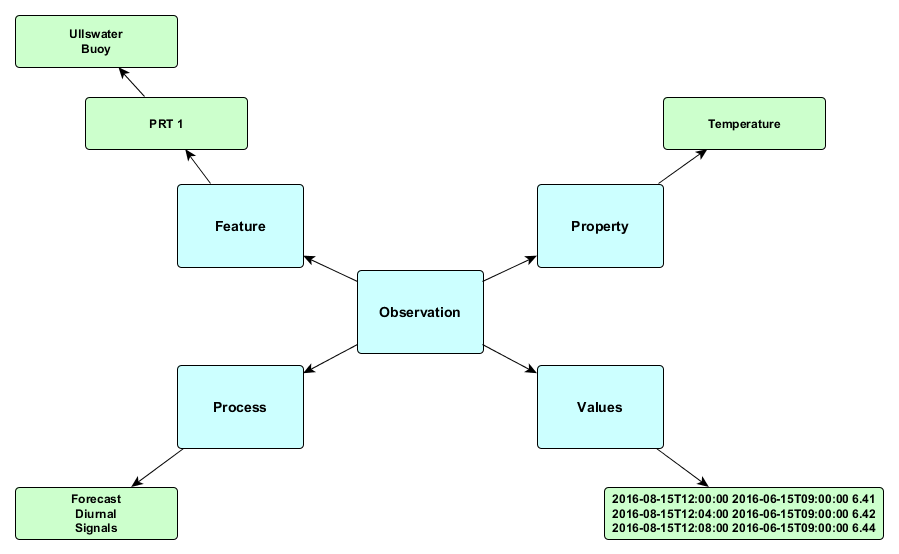 Ullswater
Buoy
PRT 1
Temperature
Feature
Property
Observation
Process
Values
Forecast
Diurnal
Signals
2016-08-15T12:00:00 2016-06-15T09:00:00 6.41
2016-08-15T12:04:00 2016-06-15T09:00:00 6.42
2016-08-15T12:08:00 2016-06-15T09:00:00 6.44